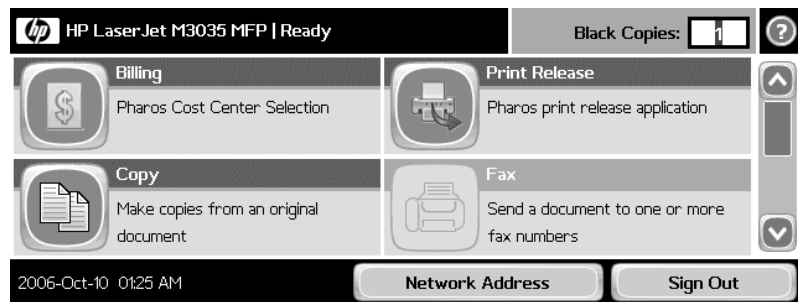 hp HP LaserJet M3035 MFP | Ready
Black Copies: 1
?
Billing
Pharos Cost Center Selection
Print Release
Pharos print release application
Copy
Make copies from an original
document
Fax
Send a document to one or more
fax numbers
2006-Oct-10 01:25 AM
Network Address
Sign Out